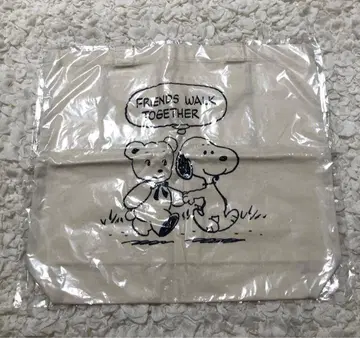 FRIENDS WALK
TOGETHER